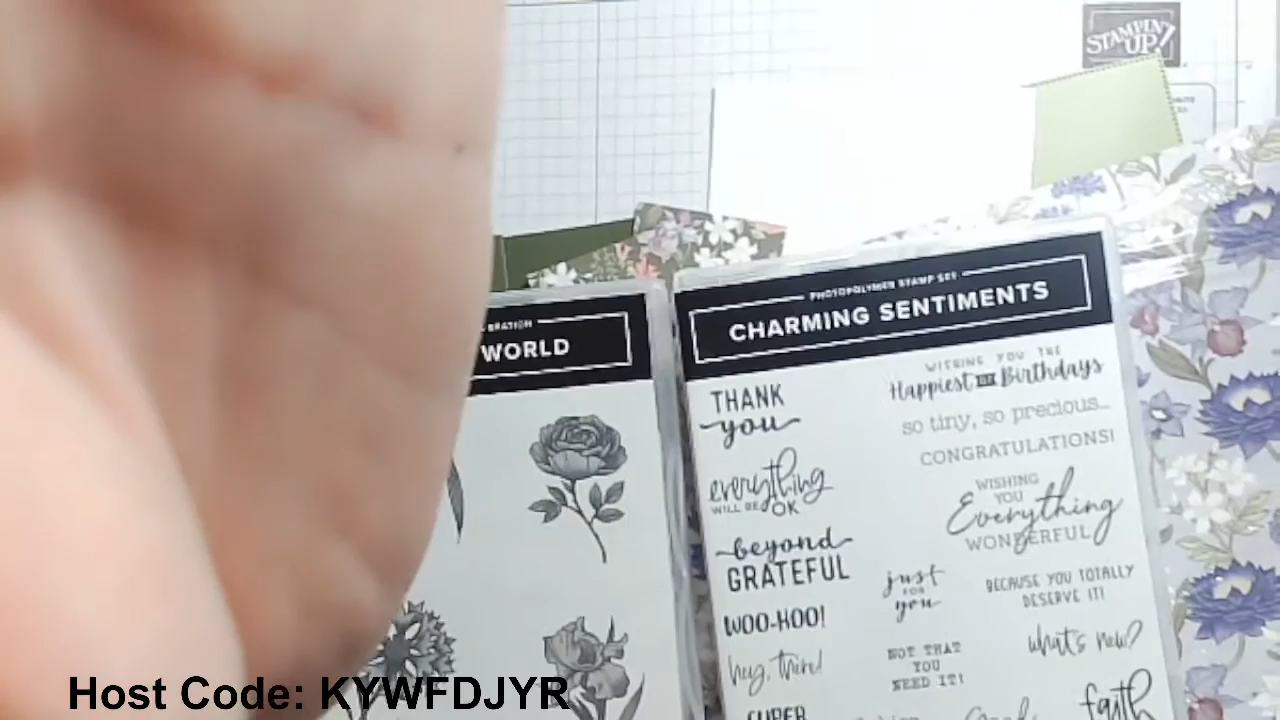 STAMPIN' UP!
WORLD
PHOTOPOLYMER STAMP SET
CHARMING SENTIMENTS
THANK
you
everything
WILL BE OK
beyond
GRATEFUL
WOO-HOO!
hey, there!
SUPER
WISHING YOU THE
Happiest OF Birthdays
so tiny, so precious...
CONGRATULATIONS!
WISHING
YOU
Everything
WONDERFUL
just
FOR
you
BECAUSE YOU TOTALLY
DESERVE IT!
NOT THAT
YOU
NEED IT!
what's new?
faith
Host Code: KYWFDJYR